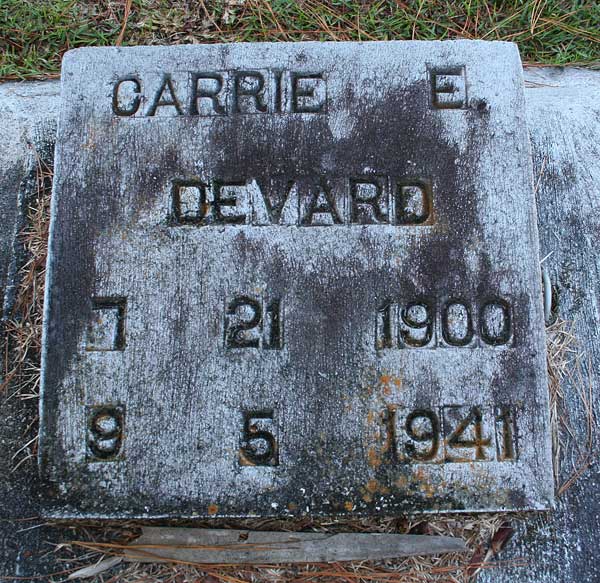 CARRIE E.
DEVARD
7 21 1900
9 5 1941